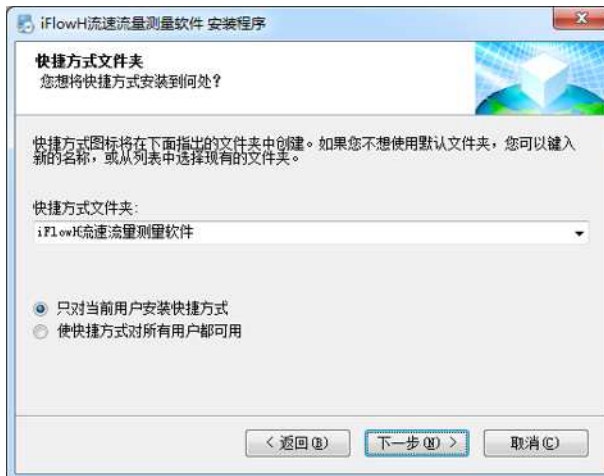 iFlowH流速流量测量软件 安装程序
快捷方式文件夹
您想将快捷方式安装到何处?
快捷方式图标将在下面指出的文件夹中创建。如果您不想使用默认文件夹，您可以键入
新的名称，或从列表中选择现有的文件夹。
快捷方式文件夹:
iFlowH流速流量测量软件
只对当前用户安装快捷方式
使快捷方式对所有用户都可用
< 返回(B)
下一步(N) >
取消(C)